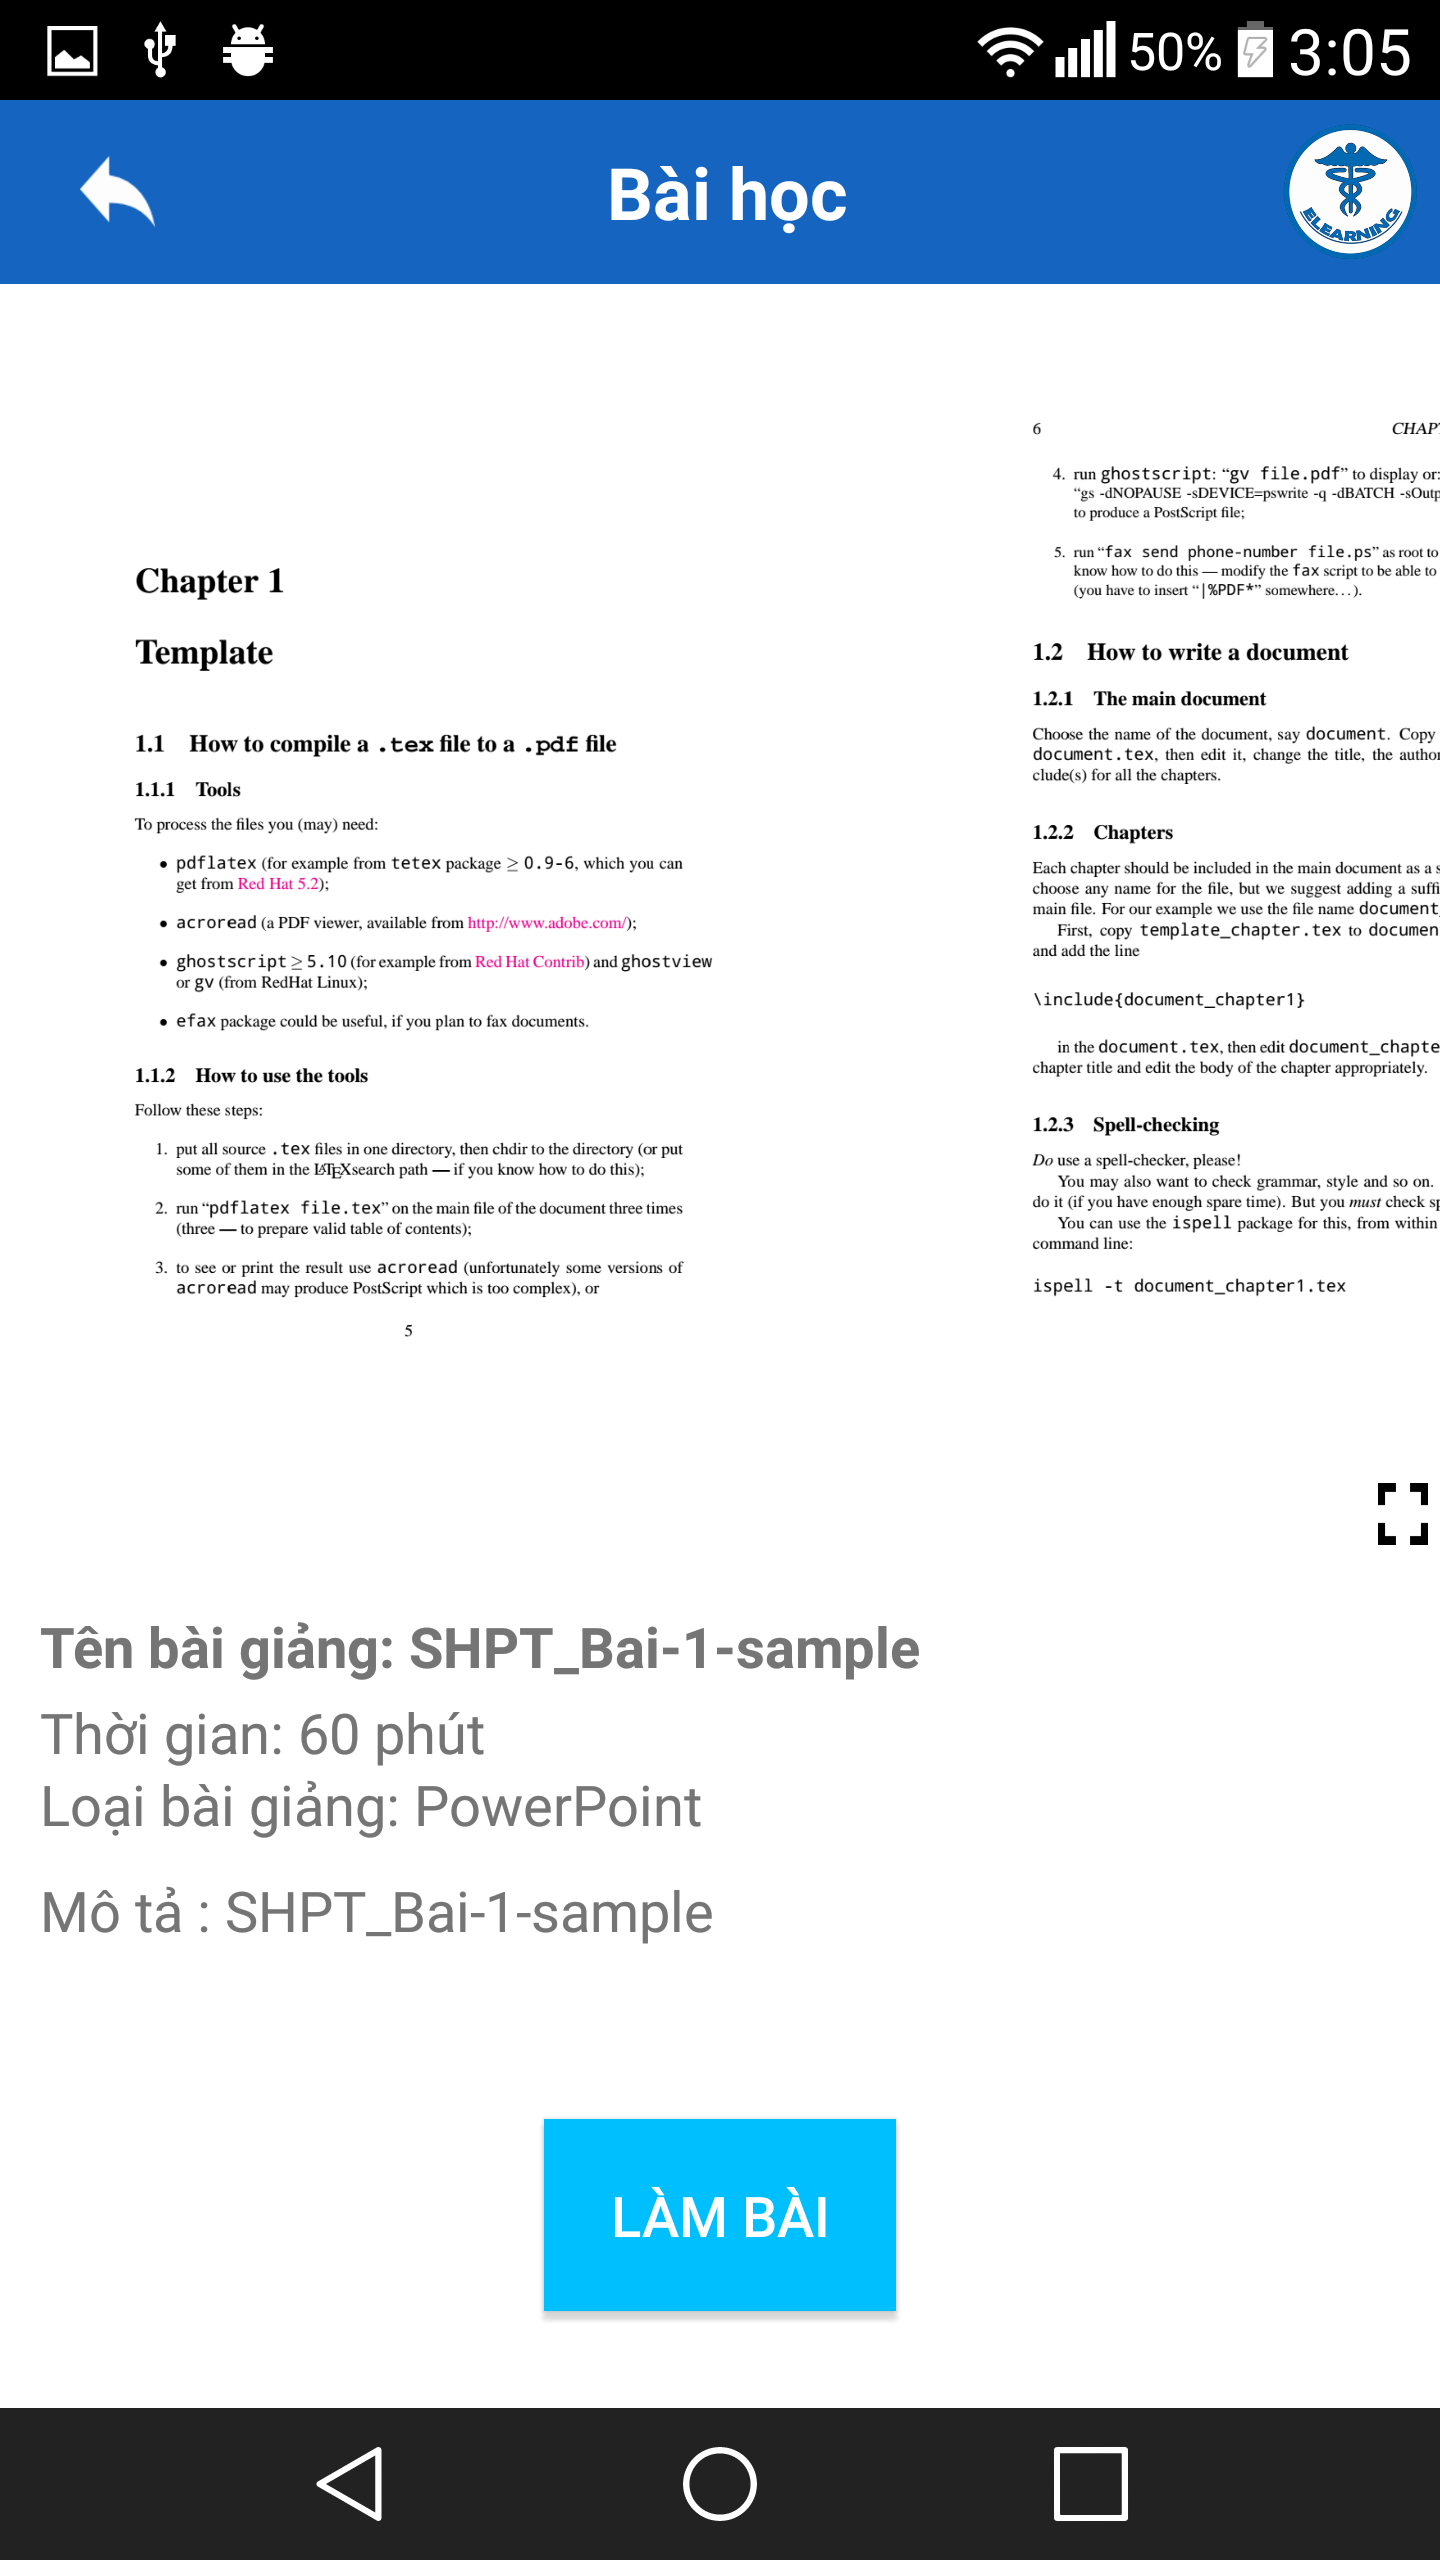 50% 3:05
Bài học
ELEARNING
Chapter 1
Template
1.1 How to compile a .tex file to a .pdf file
1.1.1 Tools
To process the files you (may) need:
• pdflatex (for example from tetex package ≥ 0.9-6, which you can
get from Red Hat 5.2);
• acroread (a PDF viewer, available from http://www.adobe.com/);
• ghostscript ≥ 5.10 (for example from Red Hat Contrib) and ghostview
or gv (from RedHat Linux);
• efax package could be useful, if you plan to fax documents.
1.1.2 How to use the tools
Follow these steps:
1. put all source .tex files in one directory, then chdir to the directory (or put
some of them in the LATEXsearch path — if you know how to do this);
2. run “pdflatex file.tex” on the main file of the document three times
(three — to prepare valid table of contents);
3. to see or print the result use acroread (unfortunately some versions of
acroread may produce PostScript which is too complex), or
5
6 CHAPT
4. run ghostscript: “gv file.pdf” to display or:
“gs -dNOPAUSE -sDEVICE=pswrite -q -dBATCH -sOutp
to produce a PostScript file;
5. run “fax send phone-number file.ps” as root to
know how to do this — modify the fax script to be able to
(you have to insert “|%PDF*” somewhere...).
1.2 How to write a document
1.2.1 The main document
Choose the name of the document, say document. Copy
document.tex, then edit it, change the title, the author
clude(s) for all the chapters.
1.2.2 Chapters
Each chapter should be included in the main document as a s
choose any name for the file, but we suggest adding a suffi
main file. For our example we use the file name document_
First, copy template_chapter.tex to documen
and add the line
\include{document_chapter1}
in the document.tex, then edit document_chapte
chapter title and edit the body of the chapter appropriately.
1.2.3 Spell-checking
Do use a spell-checker, please!
You may also want to check grammar, style and so on.
do it (if you have enough spare time). But you must check sp
You can use the ispell package for this, from within
command line:
ispell -t document_chapter1.tex
Tên bài giảng: SHPT_Bai-1-sample
Thời gian: 60 phút
Loại bài giảng: PowerPoint
Mô tả : SHPT_Bai-1-sample
LÀM BÀI